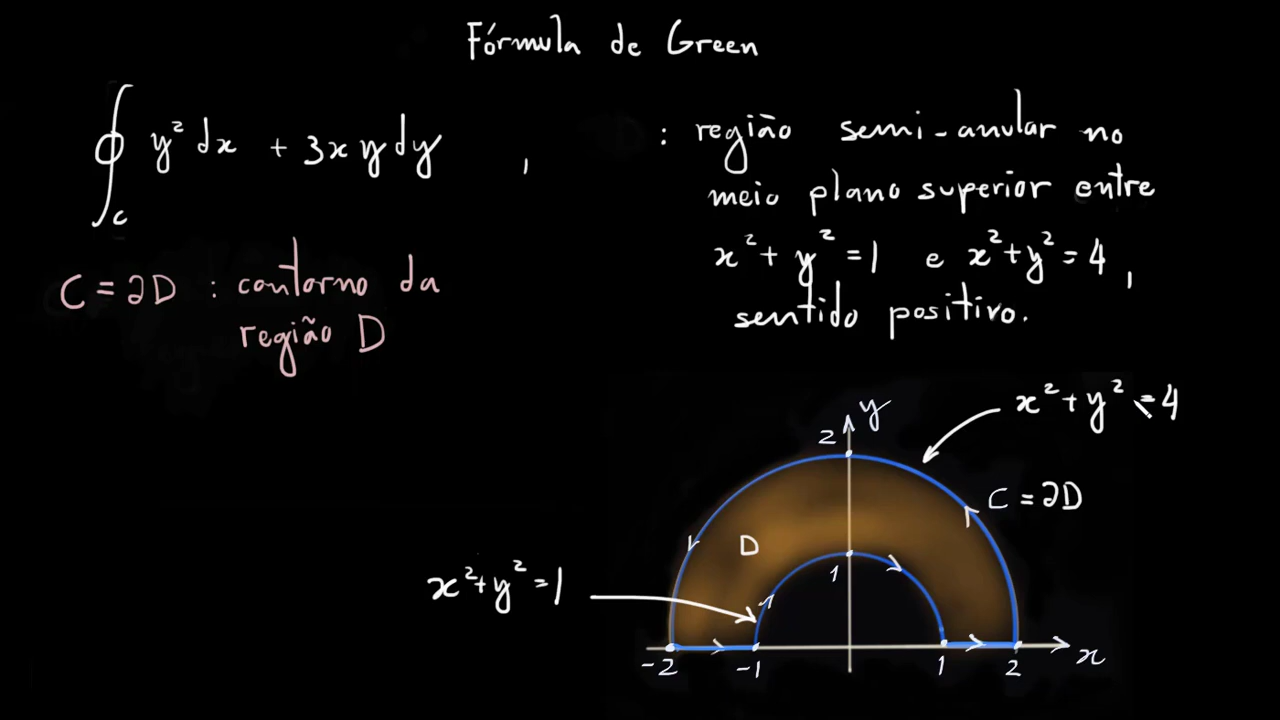 Fórmula de Green
∮_C y² dx + 3xy dy ,
: região semi-anular no
meio plano superior entre
x² + y² = 1 e x² + y² = 4 ,
sentido positivo.
C = ∂D : contorno da
região D
x² + y² = 4
y
2
C = ∂D
D
1
x² + y² = 1
-2 -1 1 2 x